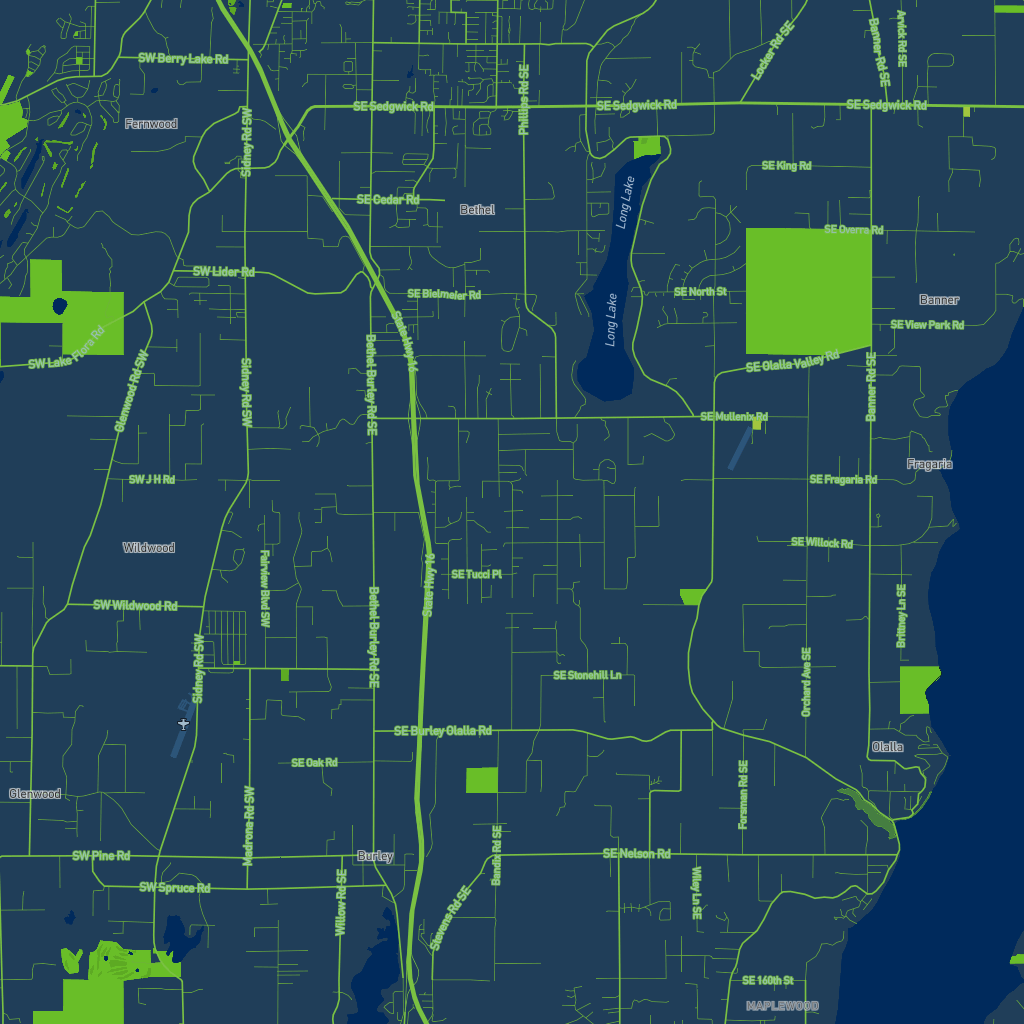 SW Berry Lake Rd
Locker Rd SE
Banner Rd SE
Arvick Rd SE
Phillips Rd SE
SE Sedgwick Rd
SE Sedgwick Rd
SE Sedgwick Rd
Fernwood
Sidney Rd SW
SE King Rd
SE Cedar Rd
Bethel
Long Lake
SE Overra Rd
SW Lider Rd
SE Bielmeier Rd
SE North St
Banner
Long Lake
SE View Park Rd
State Hwy 16
SW Lake Flora Rd
SE Olalla Valley Rd
Glenwood Rd SW
Sidney Rd SW
Bethel Burley Rd SE
Banner Rd SE
SE Mullenix Rd
Fragaria
SW J H Rd
SE Fragaria Rd
Wildwood
SE Willock Rd
Fairview Blvd SW
SE Tucci Pl
State Hwy 16
SW Wildwood Rd
Bethel Burley Rd SE
Brittney Ln SE
Sidney Rd SW
SE Stonehill Ln
Orchard Ave SE
SE Burley Olalla Rd
Olalla
SE Oak Rd
Glenwood
Forsman Rd SE
Madrona Rd SW
SW Pine Rd
Burley
Bandix Rd SE
SE Nelson Rd
SW Spruce Rd
Willow Rd SE
Stevens Rd SE
Wiley Ln SE
SE 160th St
MAPLEWOOD